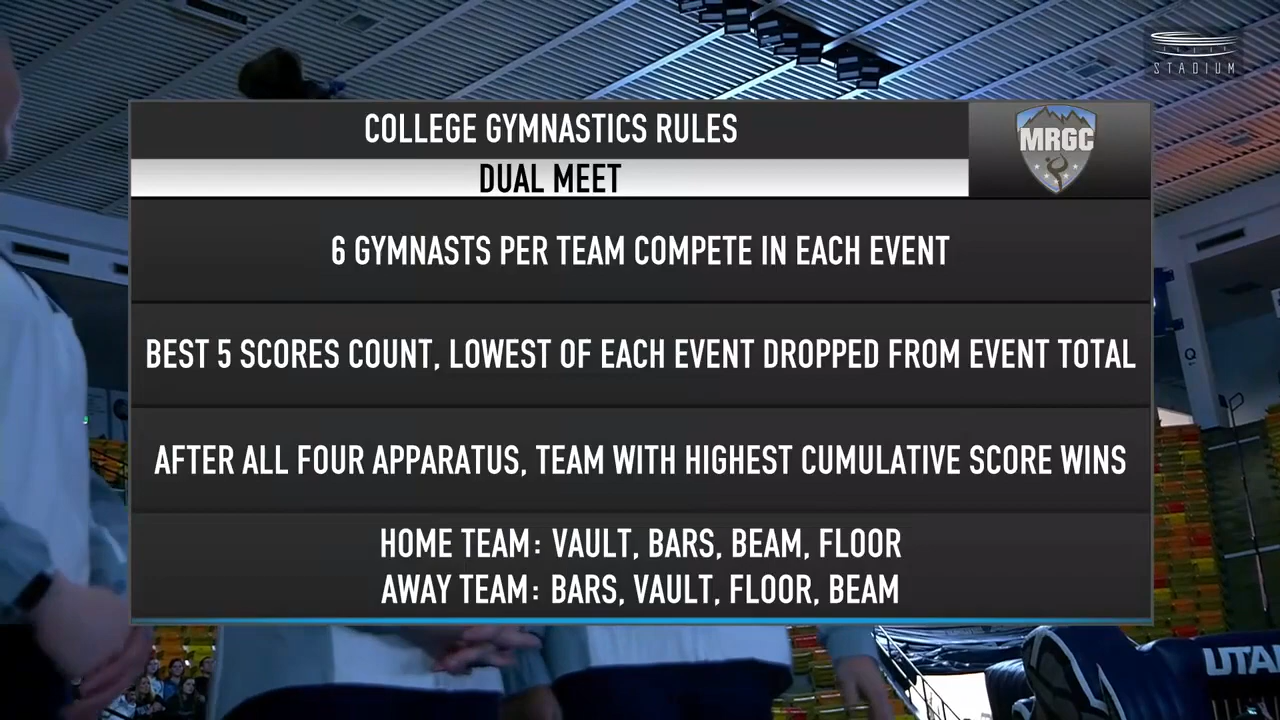 STADIUM
COLLEGE GYMNASTICS RULES
MRGC
DUAL MEET
6 GYMNASTS PER TEAM COMPETE IN EACH EVENT
BEST 5 SCORES COUNT, LOWEST OF EACH EVENT DROPPED FROM EVENT TOTAL
AFTER ALL FOUR APPARATUS, TEAM WITH HIGHEST CUMULATIVE SCORE WINS
HOME TEAM: VAULT, BARS, BEAM, FLOOR
AWAY TEAM: BARS, VAULT, FLOOR, BEAM
UTA